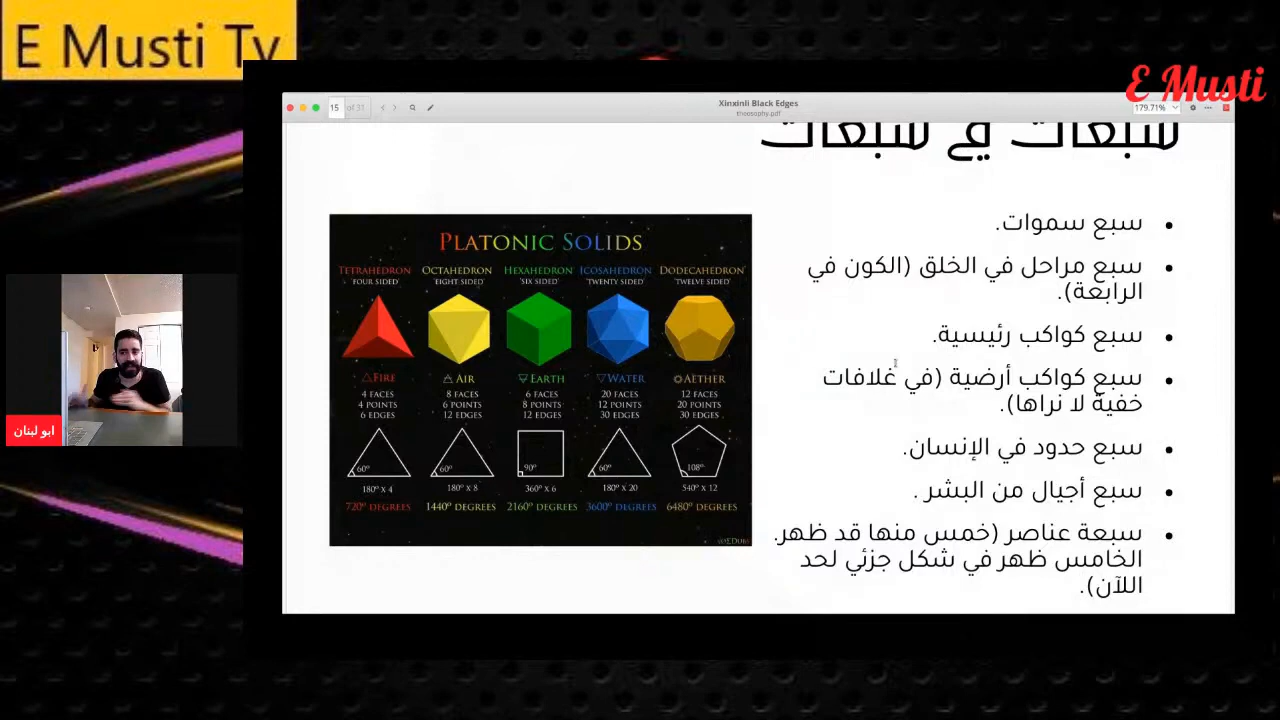 E Musti Tv
E Musti
15 of 31
Xinxinli Black Edges
theosophy.pdf
179.71%
سبعات في سبعات
سبع سموات.
سبع مراحل في الخلق (الكون في
الرابعة).
سبع كواكب رئيسية.
سبع كواكب أرضية (في غلافات
خفية لا نراها).
سبع حدود في الإنسان.
سبع أجيال من البشر .
سبعة عناصر (خمس منها قد ظهر.
الخامس ظهر في شكل جزئي لحد
اللآن).
PLATONIC SOLIDS
TETRAHEDRON OCTAHEDRON HEXAHEDRON ICOSAHEDRON DODECAHEDRON
'FOUR SIDED' 'EIGHT SIDED' 'SIX SIDED' 'TWENTY SIDED' 'TWELVE SIDED'
FIRE AIR EARTH WATER AETHER
4 FACES 8 FACES 6 FACES 20 FACES 12 FACES
4 POINTS 6 POINTS 8 POINTS 12 POINTS 20 POINTS
6 EDGES 12 EDGES 12 EDGES 30 EDGES 30 EDGES
60° 60° 90° 60° 108°
180° X 4 180° X 8 360° X 6 180° X 20 540° X 12
720° DEGREES 1440° DEGREES 2160° DEGREES 3600° DEGREES 6480° DEGREES
ابو لبنان